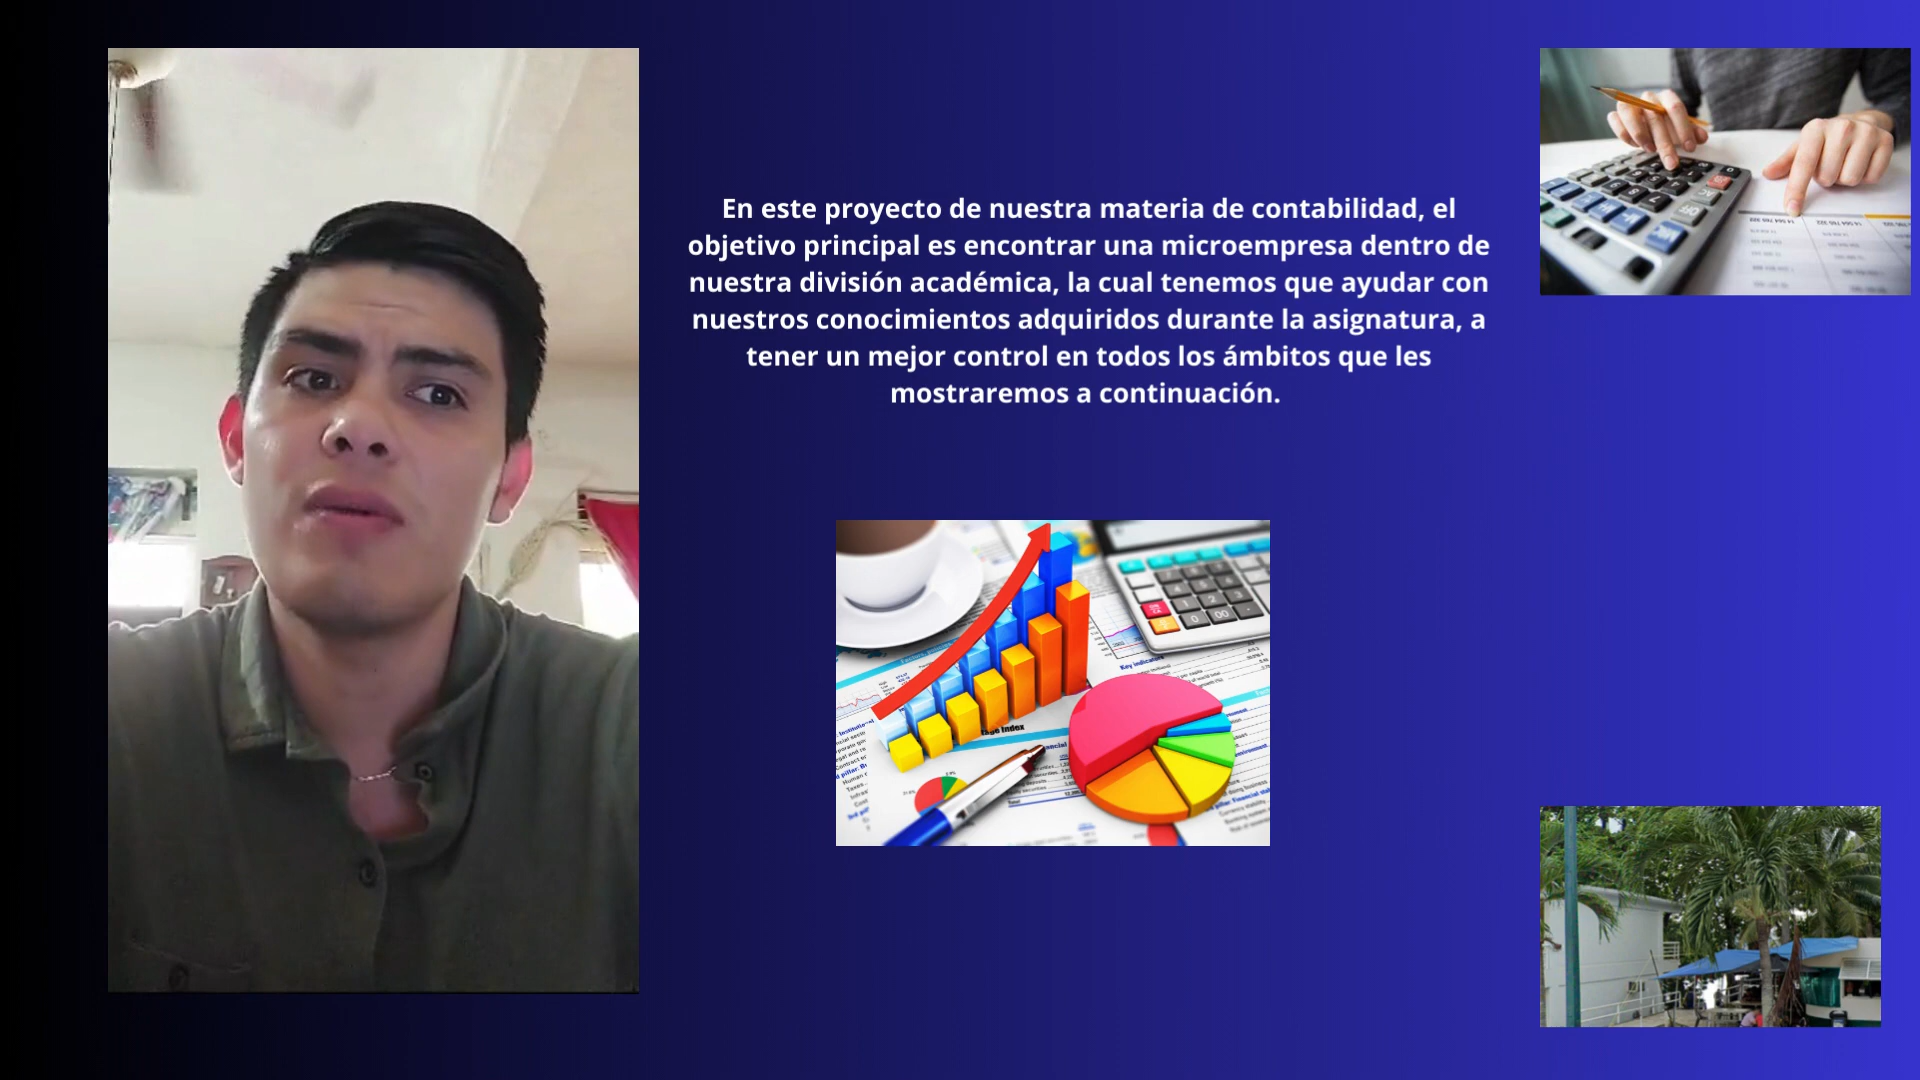 En este proyecto de nuestra materia de contabilidad, el
objetivo principal es encontrar una microempresa dentro de
nuestra división académica, la cual tenemos que ayudar con
nuestros conocimientos adquiridos durante la asignatura, a
tener un mejor control en todos los ámbitos que les
mostraremos a continuación.
Key indicators